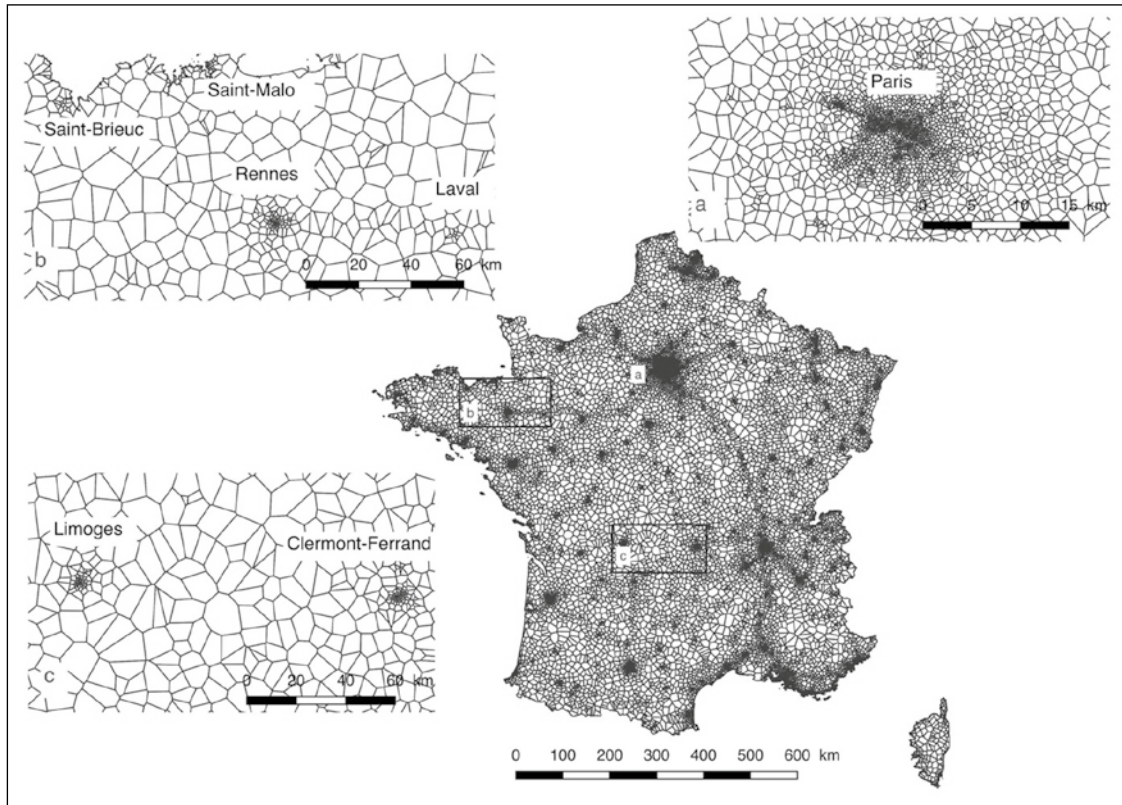 Saint-Malo
Saint-Brieuc
Rennes
Laval
b
0 20 40 60 km
Paris
a
0 5 10 15 km
a
b
c
Limoges
Clermont-Ferrand
c
0 20 40 60 km
0 100 200 300 400 500 600 km